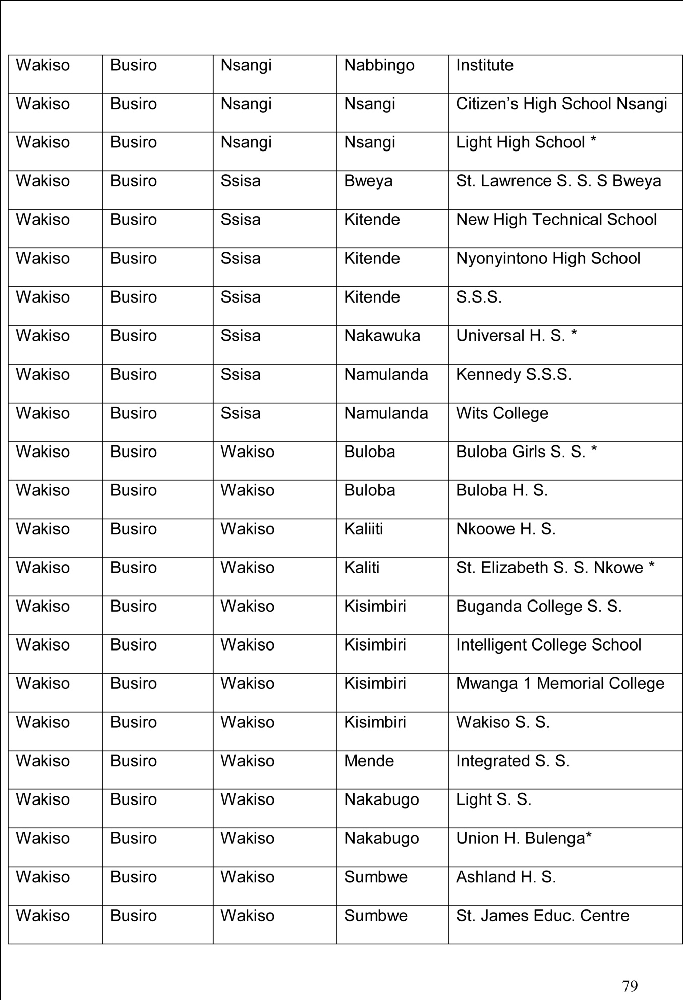 Wakiso Busiro Nsangi Nabbingo Institute
Wakiso Busiro Nsangi Nsangi Citizen’s High School Nsangi
Wakiso Busiro Nsangi Nsangi Light High School *
Wakiso Busiro Ssisa Bweya St. Lawrence S. S. S Bweya
Wakiso Busiro Ssisa Kitende New High Technical School
Wakiso Busiro Ssisa Kitende Nyonyintono High School
Wakiso Busiro Ssisa Kitende S.S.S.
Wakiso Busiro Ssisa Nakawuka Universal H. S. *
Wakiso Busiro Ssisa Namulanda Kennedy S.S.S.
Wakiso Busiro Ssisa Namulanda Wits College
Wakiso Busiro Wakiso Buloba Buloba Girls S. S. *
Wakiso Busiro Wakiso Buloba Buloba H. S.
Wakiso Busiro Wakiso Kaliiti Nkoowe H. S.
Wakiso Busiro Wakiso Kaliti St. Elizabeth S. S. Nkowe *
Wakiso Busiro Wakiso Kisimbiri Buganda College S. S.
Wakiso Busiro Wakiso Kisimbiri Intelligent College School
Wakiso Busiro Wakiso Kisimbiri Mwanga 1 Memorial College
Wakiso Busiro Wakiso Kisimbiri Wakiso S. S.
Wakiso Busiro Wakiso Mende Integrated S. S.
Wakiso Busiro Wakiso Nakabugo Light S. S.
Wakiso Busiro Wakiso Nakabugo Union H. Bulenga*
Wakiso Busiro Wakiso Sumbwe Ashland H. S.
Wakiso Busiro Wakiso Sumbwe St. James Educ. Centre
79